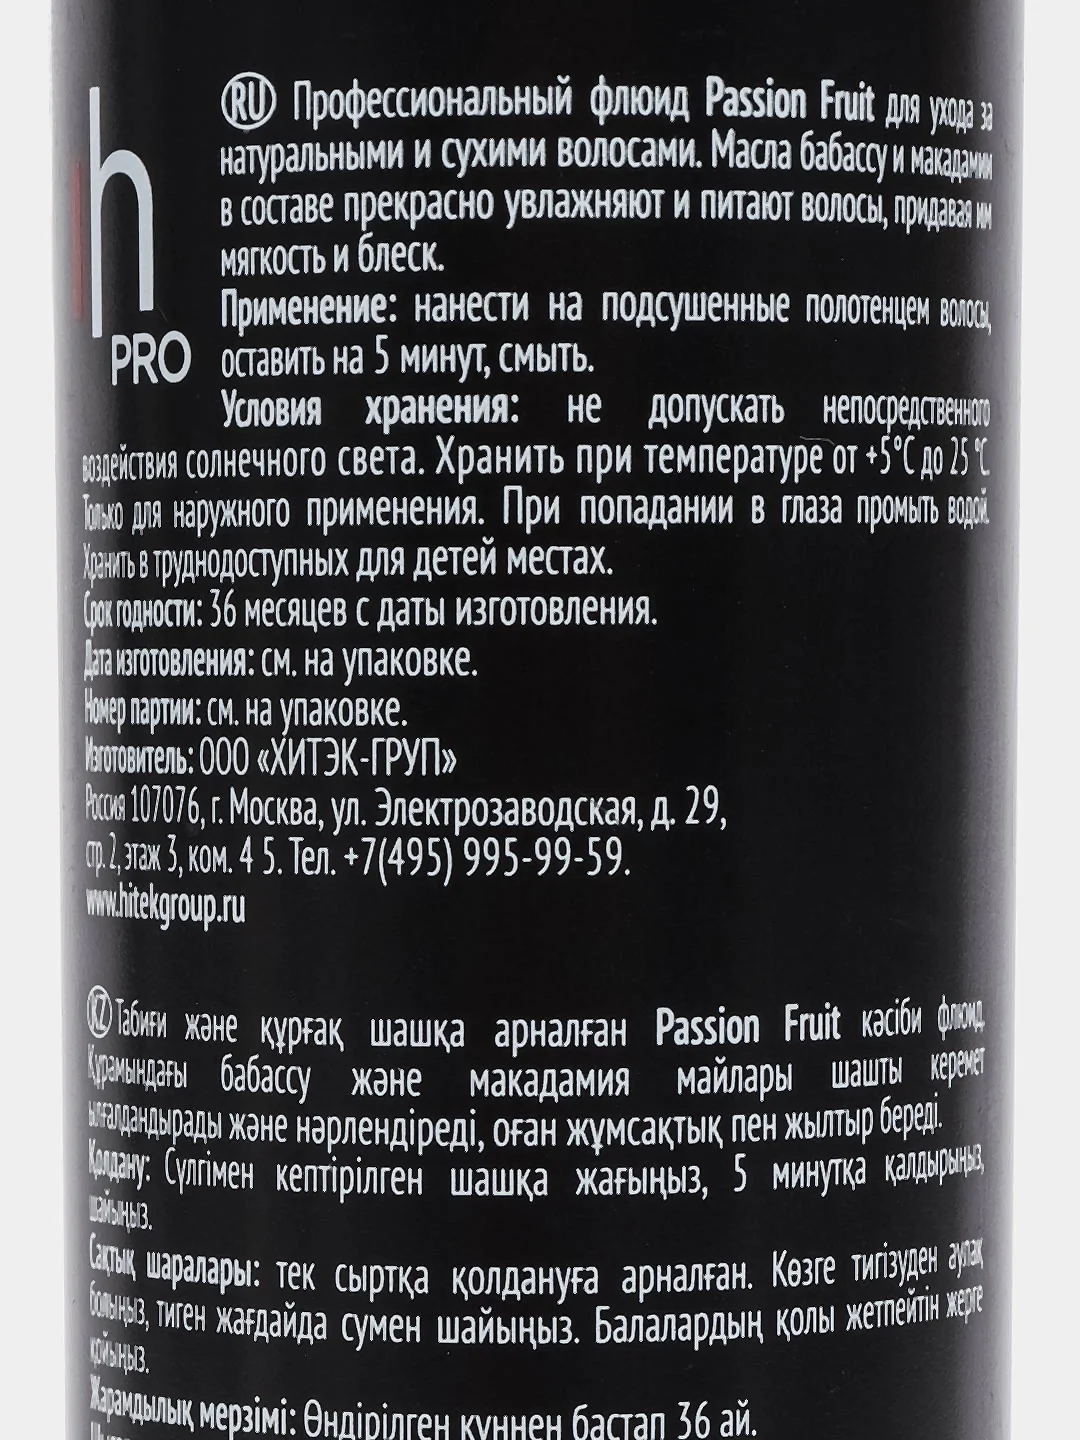 h
PRO
RU Профессиональный флюид Passion Fruit для ухода за
натуральными и сухими волосами. Масла бабассу и макадамии
в составе прекрасно увлажняют и питают волосы, придавая им
мягкость и блеск.
Применение: нанести на подсушенные полотенцем волосы,
оставить на 5 минут, смыть.
Условия хранения: не допускать непосредственного
воздействия солнечного света. Хранить при температуре от +5°C до 25 °C.
Только для наружного применения. При попадании в глаза промыть водой.
Хранить в труднодоступных для детей местах.
Срок годности: 36 месяцев с даты изготовления.
Дата изготовления: см. на упаковке.
Номер партии: см. на упаковке.
Изготовитель: ООО «ХИТЭК-ГРУП»
Россия 107076, г. Москва, ул. Электрозаводская, д. 29,
стр. 2, этаж 3, ком. 4 5. Тел. +7(495) 995-99-59.
www.hitekgroup.ru
KZ Табиғи және құрғақ шашқа арналған Passion Fruit кәсіби флюид.
Құрамындағы бабассу және макадамия майлары шашты керемет
ылғалдандырады және нәрлендіреді, оған жұмсақтық пен жылтыр береді.
Қолдану: Сүлгімен кептірілген шашқа жағыңыз, 5 минутқа қалдырыңыз,
шайыңыз.
Сақтық шаралары: тек сыртқа қолдануға арналған. Көзге тигізуден аулақ
болыңыз, тиген жағдайда сумен шайыңыз. Балалардың қолы жетпейтін жерге
қойыңыз.
Жарамдылық мерзімі: Өндірілген күннен бастап 36 ай.